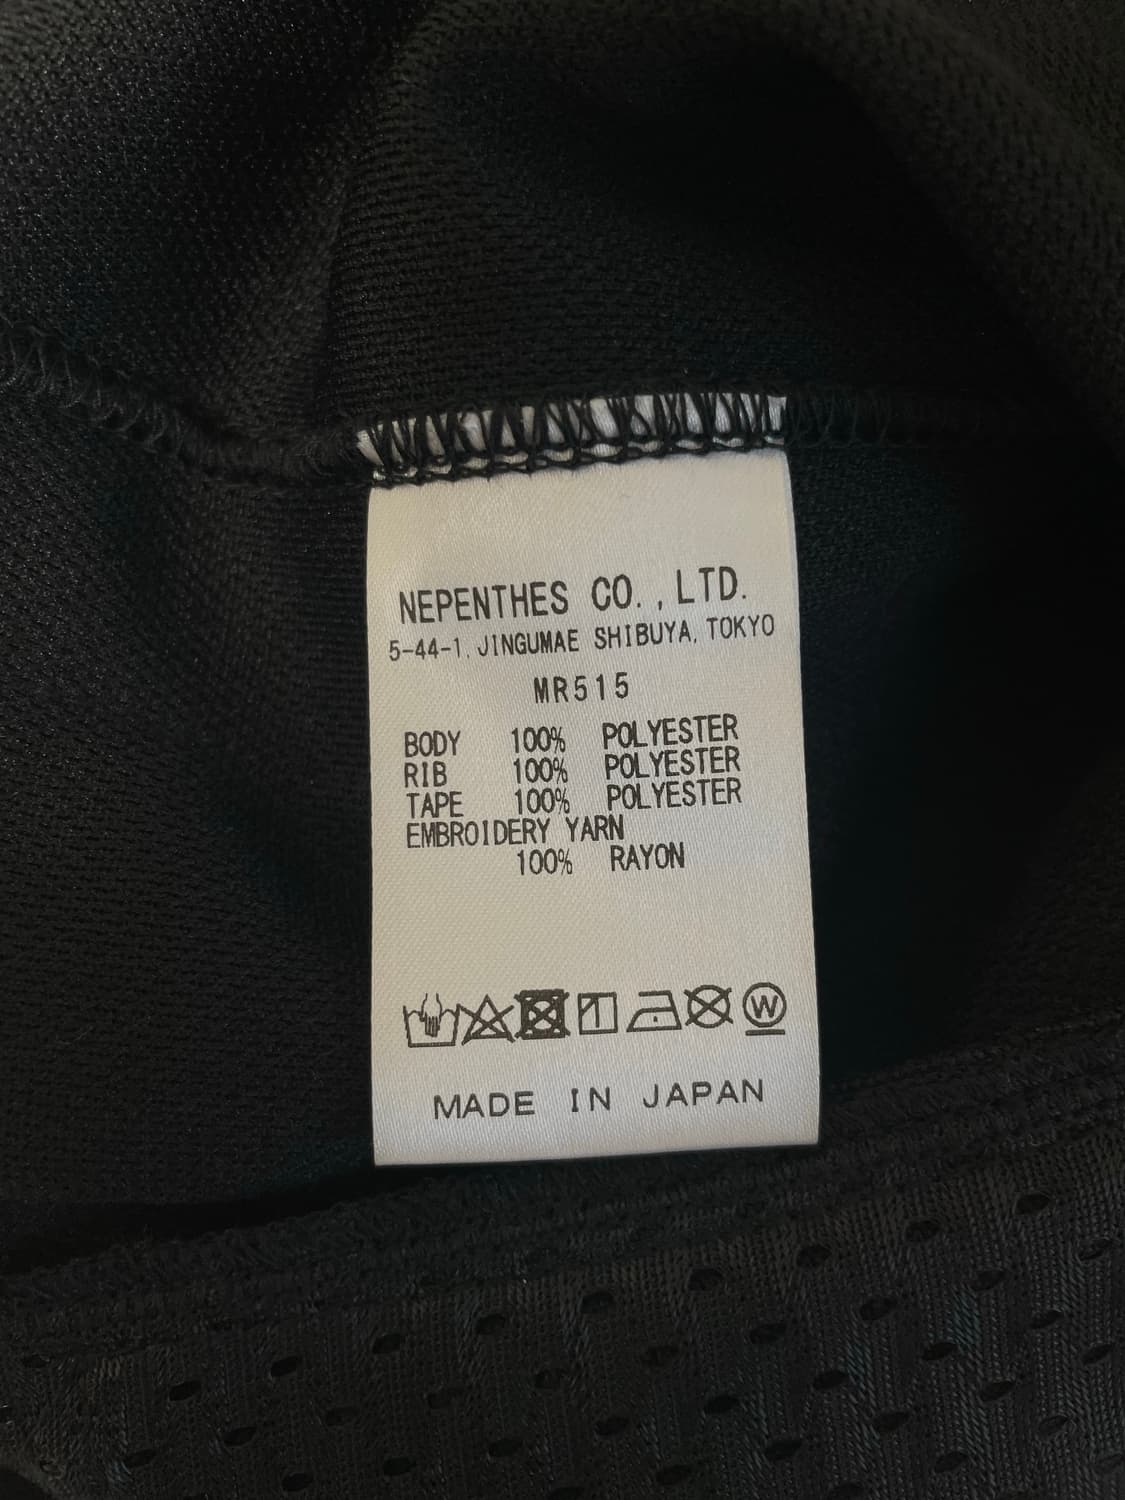 NEPENTHES CO., LTD.
5-44-1, JINGUMAE SHIBUYA, TOKYO
MR515
BODY 100% POLYESTER
RIB 100% POLYESTER
TAPE 100% POLYESTER
EMBROIDERY YARN
100% RAYON
W
MADE IN JAPAN